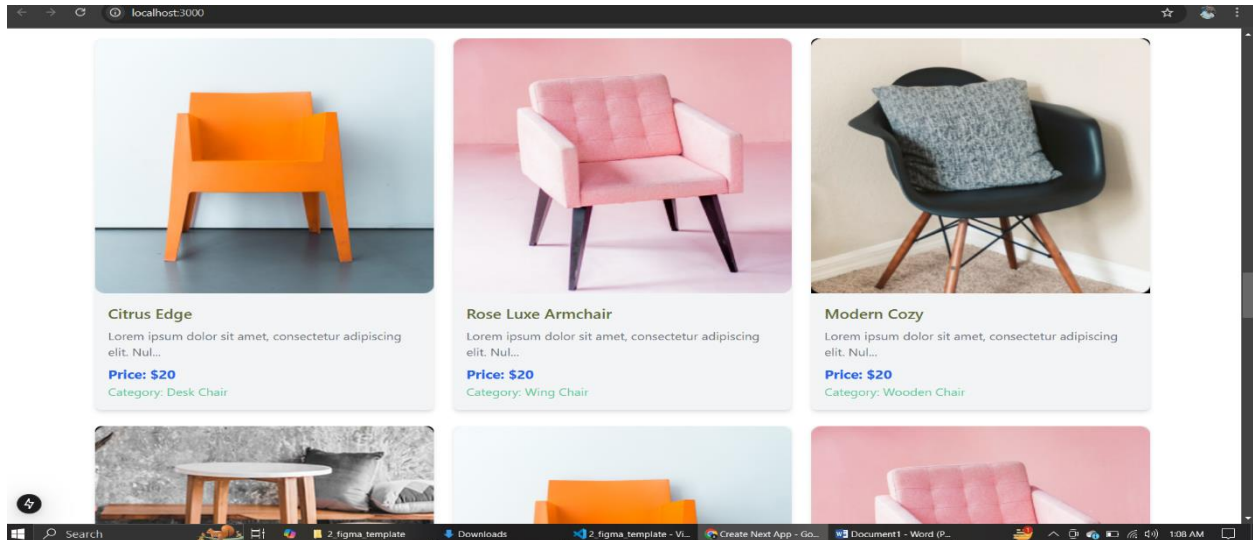 localhost:3000
Citrus Edge
Lorem ipsum dolor sit amet, consectetur adipiscing
elit. Nul...
Price: $20
Category: Desk Chair
Rose Luxe Armchair
Lorem ipsum dolor sit amet, consectetur adipiscing
elit. Nul...
Price: $20
Category: Wing Chair
Modern Cozy
Lorem ipsum dolor sit amet, consectetur adipiscing
elit. Nul...
Price: $20
Category: Wooden Chair
Search
2_figma_template
Downloads
2_figma_template - Vi...
Create Next App - Go...
Document1 - Word (P...
1:08 AM